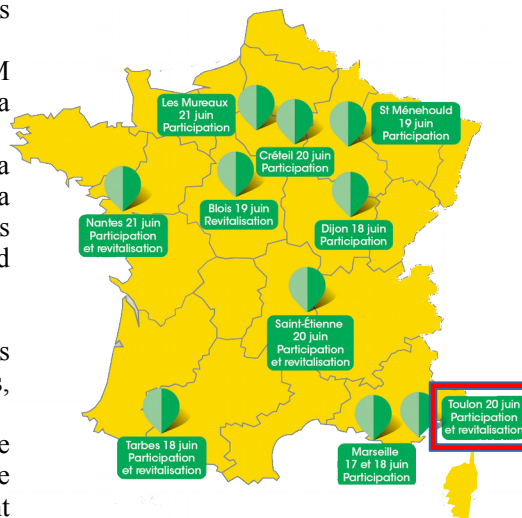 s
M
a
a
a
s
d
s
s,
e
e
nt
Les Mureaux
21 juin
Participation
St Ménehould
19 juin
Participation
Créteil 20 juin
Participation
Nantes 21 juin
Participation
et revitalisation
Blois 19 juin
Revitalisation
Dijon 18 juin
Participation
Saint-Étienne
20 juin
Participation
et revitalisation
Tarbes 18 juin
Participation
et revitalisation
Marseille
17 et 18 juin
Participation
Toulon 20 juin
Participation
et revitalisation